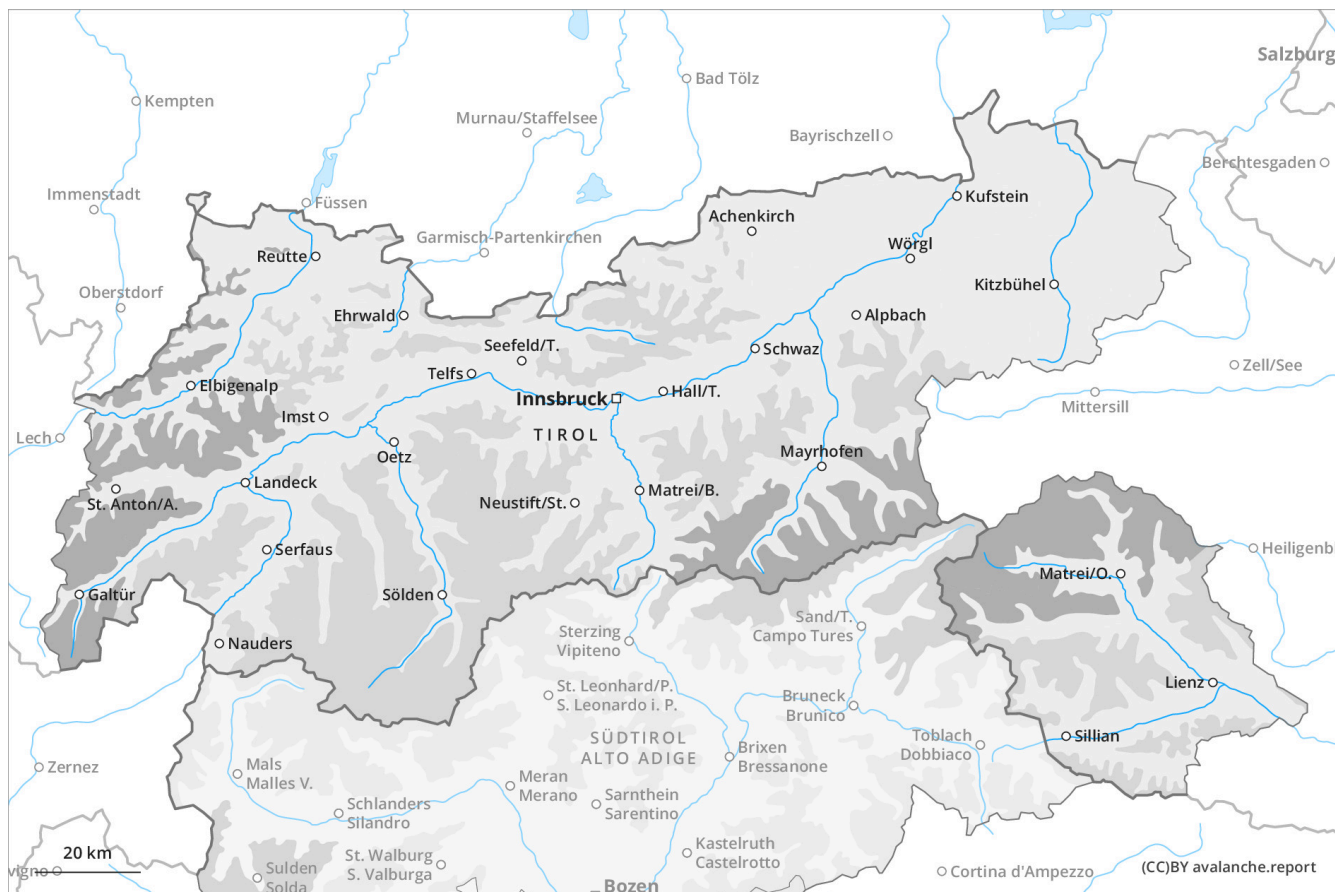 Salzburg
Kempten
Bad Tölz
Murnau/Staffelsee
Bayrischzell
Berchtesgaden
Immenstadt
Füssen
Kufstein
Achenkirch
Garmisch-Partenkirchen
Wörgl
Reutte
Kitzbühel
Oberstdorf
Ehrwald
Alpbach
Seefeld/T.
Schwaz
Zell/See
Telfs
Elbigenalp
Hall/T.
Innsbruck
Mittersill
Imst
Lech
TIROL
Oetz
Mayrhofen
Landeck
Matrei/B.
St. Anton/A.
Neustift/St.
Serfaus
Heiligenb
Matrei/O.
Galtür
Sölden
Sand/T.
Campo Tures
Sterzing
Vipiteno
Nauders
Lienz
St. Leonhard/P.
S. Leonardo i. P.
Bruneck
Brunico
Toblach
Dobbiaco
Sillian
SÜDTIROL
ALTO ADIGE
Brixen
Bressanone
Zernez
Mals
Malles V.
Meran
Merano
Schlanders
Silandro
Sarnthein
Sarentino
Kastelruth
Castelrotto
20 km
St. Walburg
S. Valburga
vigno
Sulden
Solda
Cortina d'Ampezzo
(CC)BY avalanche.report
Bozen